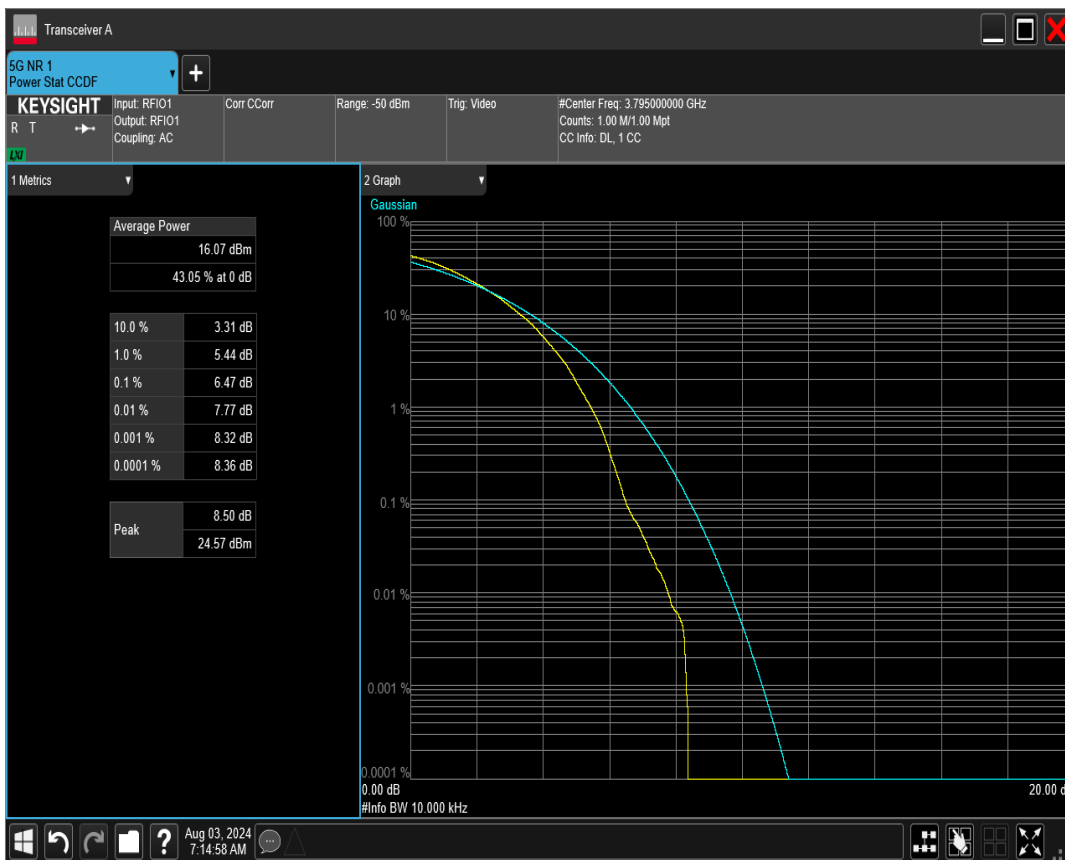 Transceiver A
5G NR 1
Power Stat CCDF
+
KEYSIGHT
R T
LXI
Input: RFIO1
Output: RFIO1
Coupling: AC
Corr CCorr
Range: -50 dBm
Trig: Video
#Center Freq: 3.795000000 GHz
Counts: 1.00 M/1.00 Mpt
CC Info: DL, 1 CC
1 Metrics
Average Power
16.07 dBm
43.05 % at 0 dB
10.0 % 3.31 dB
1.0 % 5.44 dB
0.1 % 6.47 dB
0.01 % 7.77 dB
0.001 % 8.32 dB
0.0001 % 8.36 dB
Peak
8.50 dB
24.57 dBm
2 Graph
Gaussian
100 %
10 %
1 %
0.1 %
0.01 %
0.001 %
0.0001 %
0.00 dB
20.00 d
#Info BW 10.000 kHz
?
Aug 03, 2024
7:14:58 AM